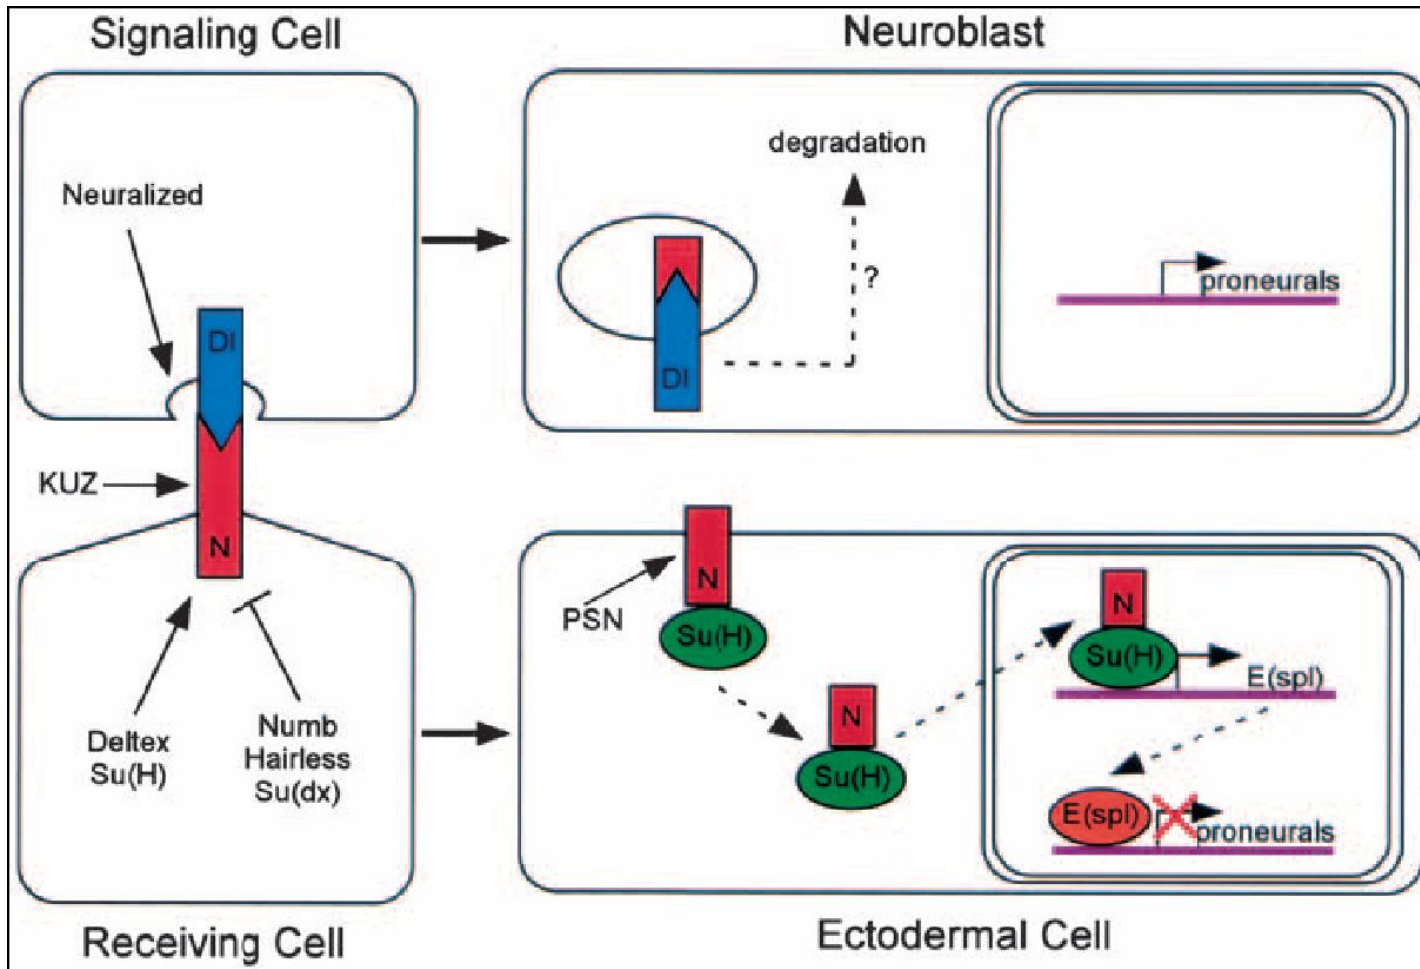 Signaling Cell
Neuroblast
Neuralized
degradation
?
proneurals
Dl
Dl
KUZ
N
Deltex
Su(H)
Numb
Hairless
Su(dx)
PSN
N
Su(H)
N
Su(H)
N
Su(H)
E(spl)
E(spl)
proneurals
Receiving Cell
Ectodermal Cell